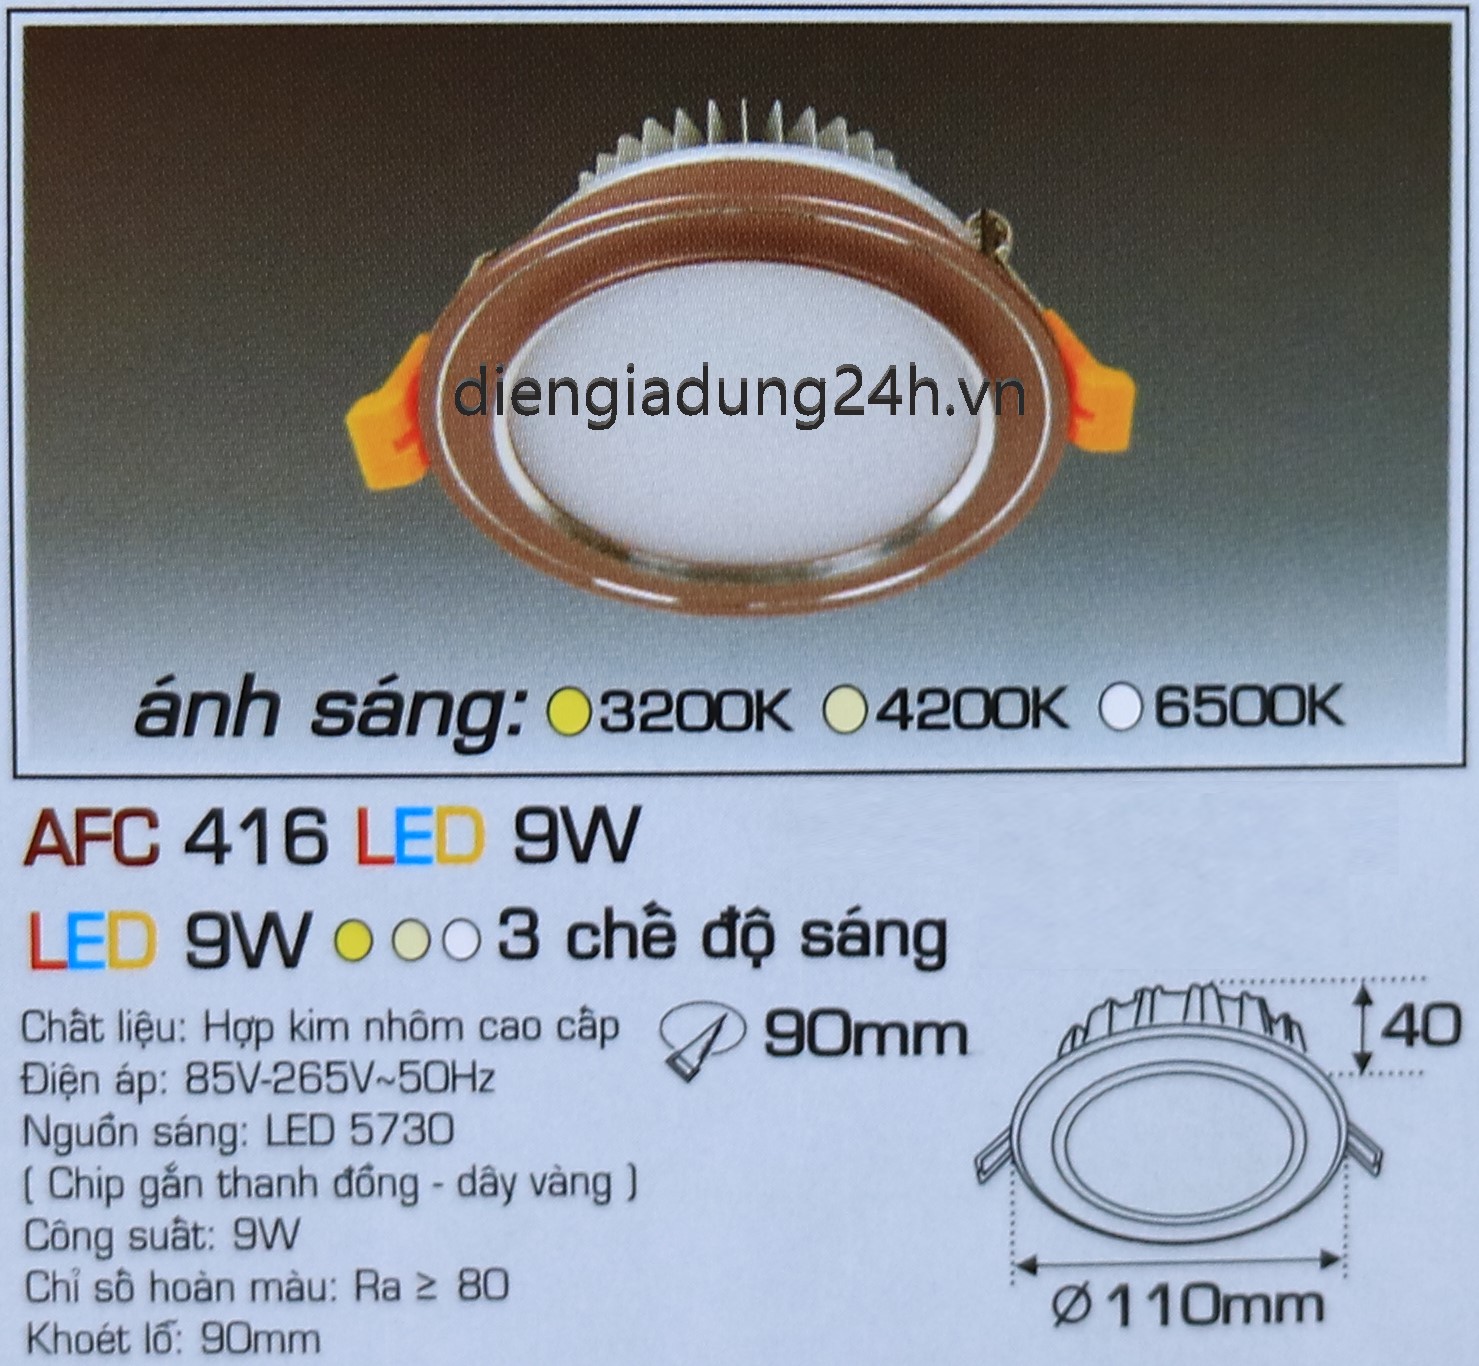 diengiadung24h.vn
ánh sáng: 3200K 4200K 6500K
AFC 416 LED 9W
LED 9W 3 chế độ sáng
Chất liệu: Hợp kim nhôm cao cấp
Điện áp: 85V-265V~50Hz
Nguồn sáng: LED 5730
( Chip gắn thanh đồng - dây vàng )
Công suất: 9W
Chỉ số hoàn màu: Ra ≥ 80
Khoét lỗ: 90mm
90mm
40
Ø110mm